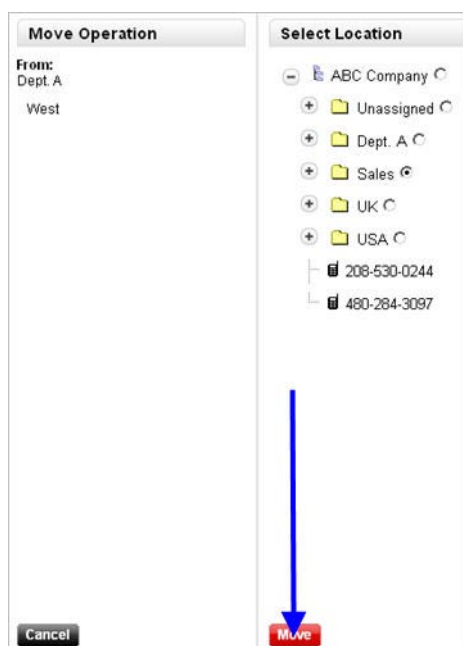 Move Operation
From:
Dept. A
West
Cancel
Select Location
ABC Company
Unassigned
Dept. A
Sales
UK
USA
208-530-0244
480-284-3097
Move